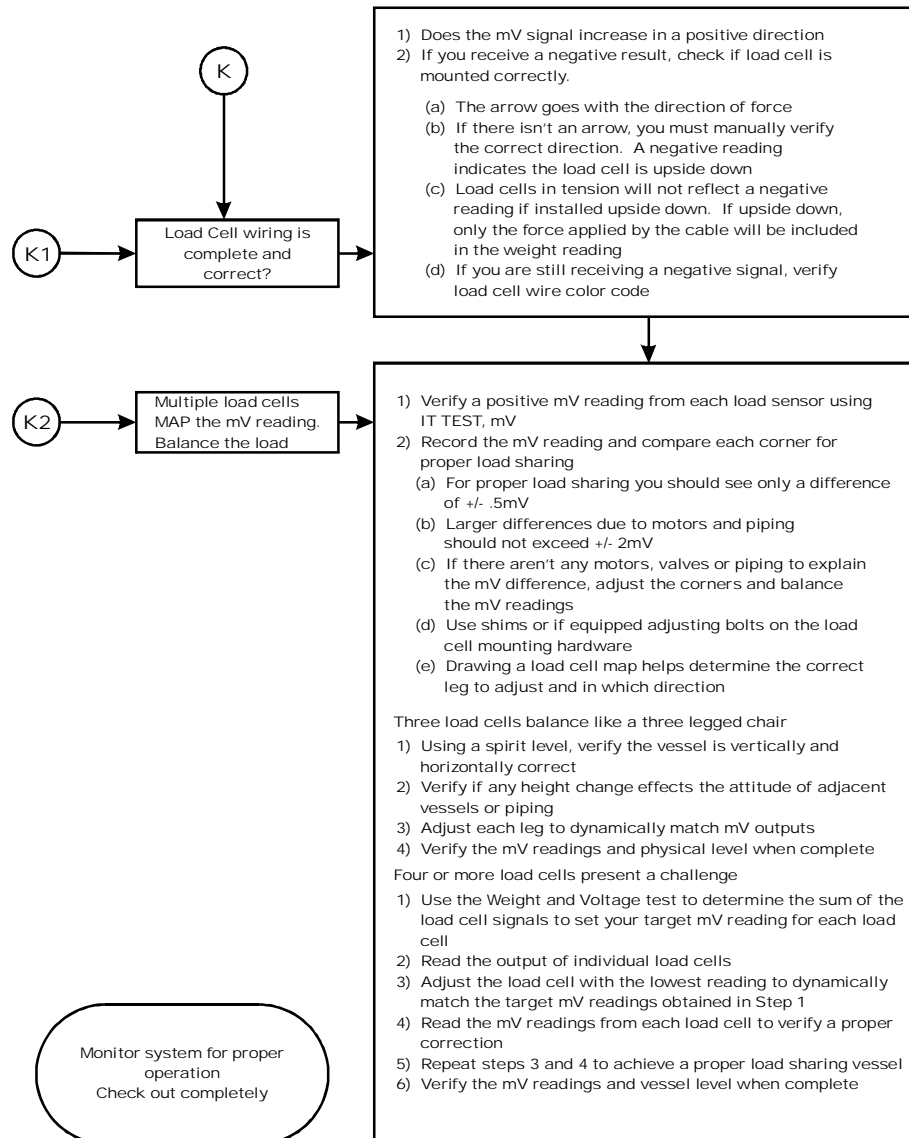 K
K1
Load Cell wiring is
complete and
correct?
1) Does the mV signal increase in a positive direction
2) If you receive a negative result, check if load cell is
mounted correctly.
(a) The arrow goes with the direction of force
(b) If there isn't an arrow, you must manually verify
the correct direction. A negative reading
indicates the load cell is upside down
(c) Load cells in tension will not reflect a negative
reading if installed upside down. If upside down,
only the force applied by the cable will be included
in the weight reading
(d) If you are still receiving a negative signal, verify
load cell wire color code
K2
Multiple load cells
MAP the mV reading.
Balance the load
1) Verify a positive mV reading from each load sensor using
IT TEST, mV
2) Record the mV reading and compare each corner for
proper load sharing
(a) For proper load sharing you should see only a difference
of +/- .5mV
(b) Larger differences due to motors and piping
should not exceed +/- 2mV
(c) If there aren't any motors, valves or piping to explain
the mV difference, adjust the corners and balance
the mV readings
(d) Use shims or if equipped adjusting bolts on the load
cell mounting hardware
(e) Drawing a load cell map helps determine the correct
leg to adjust and in which direction
Three load cells balance like a three legged chair
1) Using a spirit level, verify the vessel is vertically and
horizontally correct
2) Verify if any height change effects the attitude of adjacent
vessels or piping
3) Adjust each leg to dynamically match mV outputs
4) Verify the mV readings and physical level when complete
Four or more load cells present a challenge
1) Use the Weight and Voltage test to determine the sum of the
load cell signals to set your target mV reading for each load
cell
2) Read the output of individual load cells
3) Adjust the load cell with the lowest reading to dynamically
match the target mV readings obtained in Step 1
4) Read the mV readings from each load cell to verify a proper
correction
5) Repeat steps 3 and 4 to achieve a proper load sharing vessel
6) Verify the mV readings and vessel level when complete
Monitor system for proper
operation
Check out completely